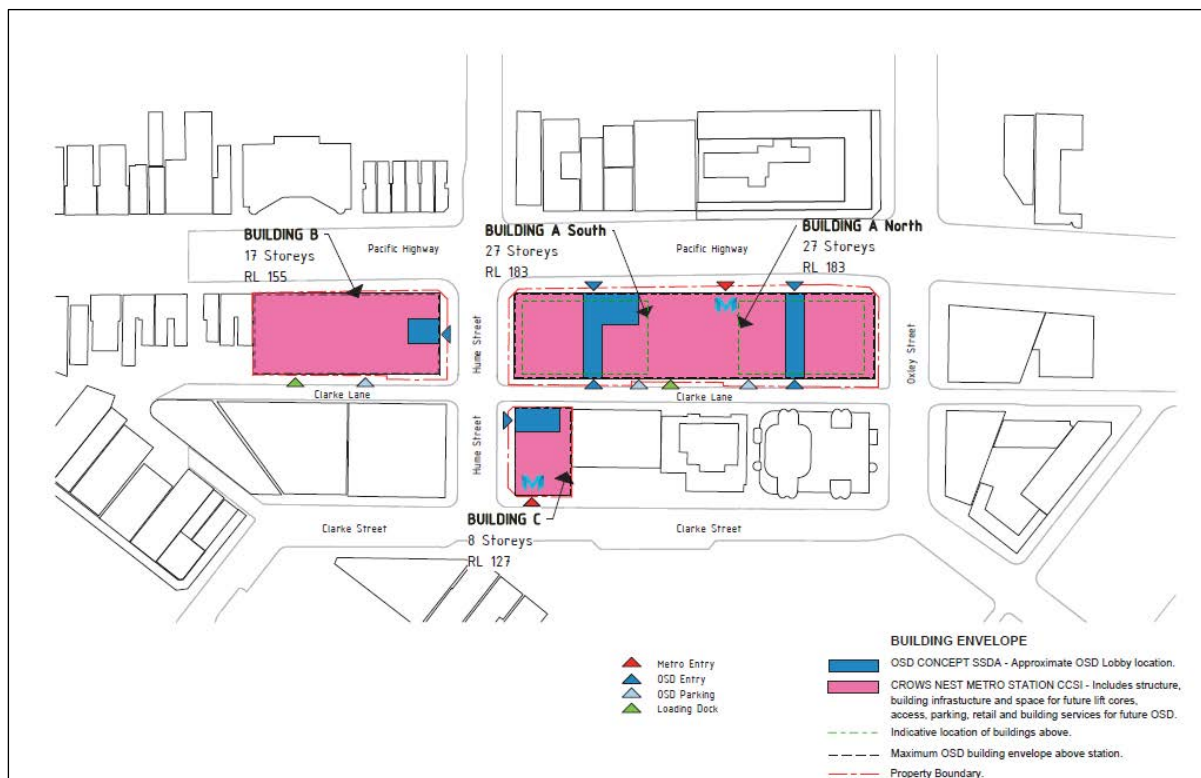 BUILDING B
17 Storeys
RL 155
Pacific Highway
BUILDING A South
27 Storeys
RL 183
Pacific Highway
BUILDING A North
27 Storeys
RL 183
Hume Street
Oxley Street
Clarke Lane
Clarke Lane
Hume Street
BUILDING C
8 Storeys
RL 127
Clarke Street
Clarke Street
Metro Entry
OSD Entry
OSD Parking
Loading Dock
BUILDING ENVELOPE
OSD CONCEPT SSDA - Approximate OSD Lobby location.
CROWS NEST METRO STATION CCSI - Includes structure,
building infrastucture and space for future lift cores,
access, parking, retail and building services for future OSD.
Indicative location of buildings above.
Maximum OSD building envelope above station.
Property Boundary.